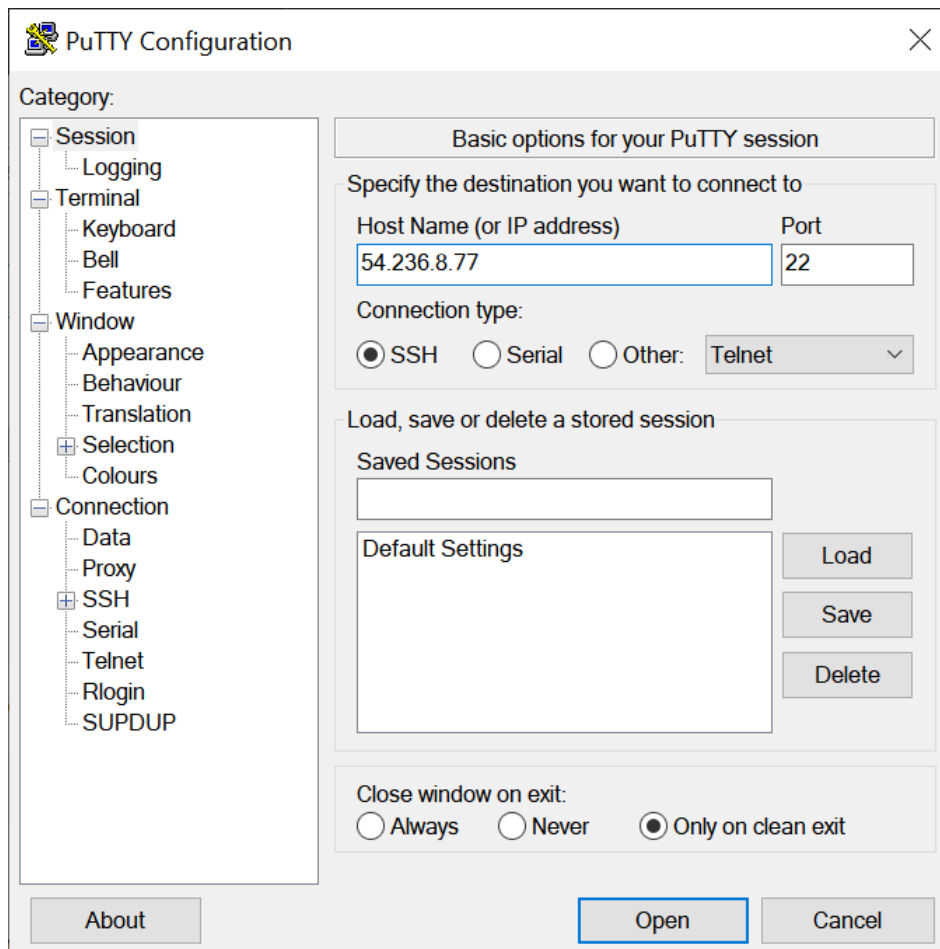 PuTTY Configuration
Category:
Session
Logging
Terminal
Keyboard
Bell
Features
Window
Appearance
Behaviour
Translation
Selection
Colours
Connection
Data
Proxy
SSH
Serial
Telnet
Rlogin
SUPDUP
Basic options for your PuTTY session
Specify the destination you want to connect to
Host Name (or IP address) Port
54.236.8.77 22
Connection type:
SSH Serial Other: Telnet
Load, save or delete a stored session
Saved Sessions
Default Settings
Load
Save
Delete
Close window on exit:
Always Never Only on clean exit
About Open Cancel